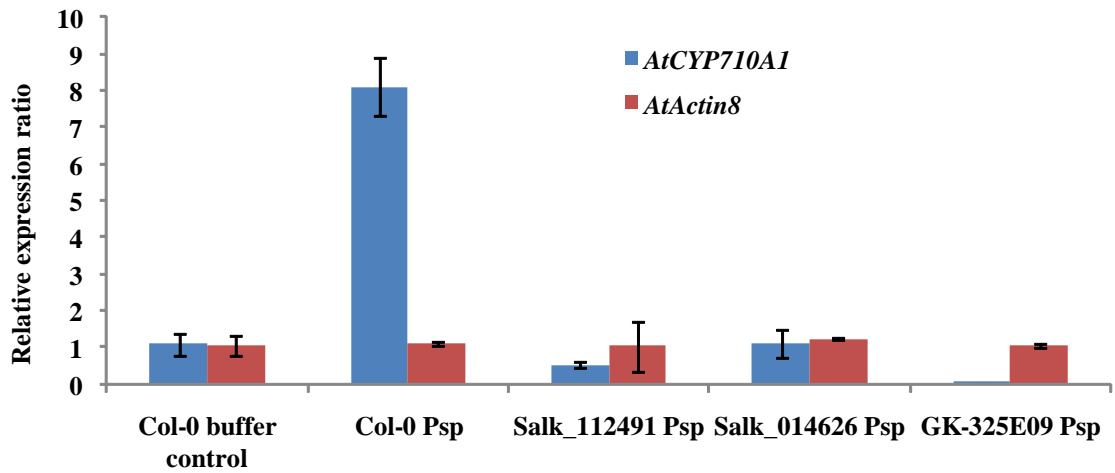 Relative expression ratio
10
9
8
7
6
5
4
3
2
1
0
AtCYP710A1
AtActin8
Col-0 buffer
control
Col-0 Psp
Salk_112491 Psp
Salk_014626 Psp
GK-325E09 Psp